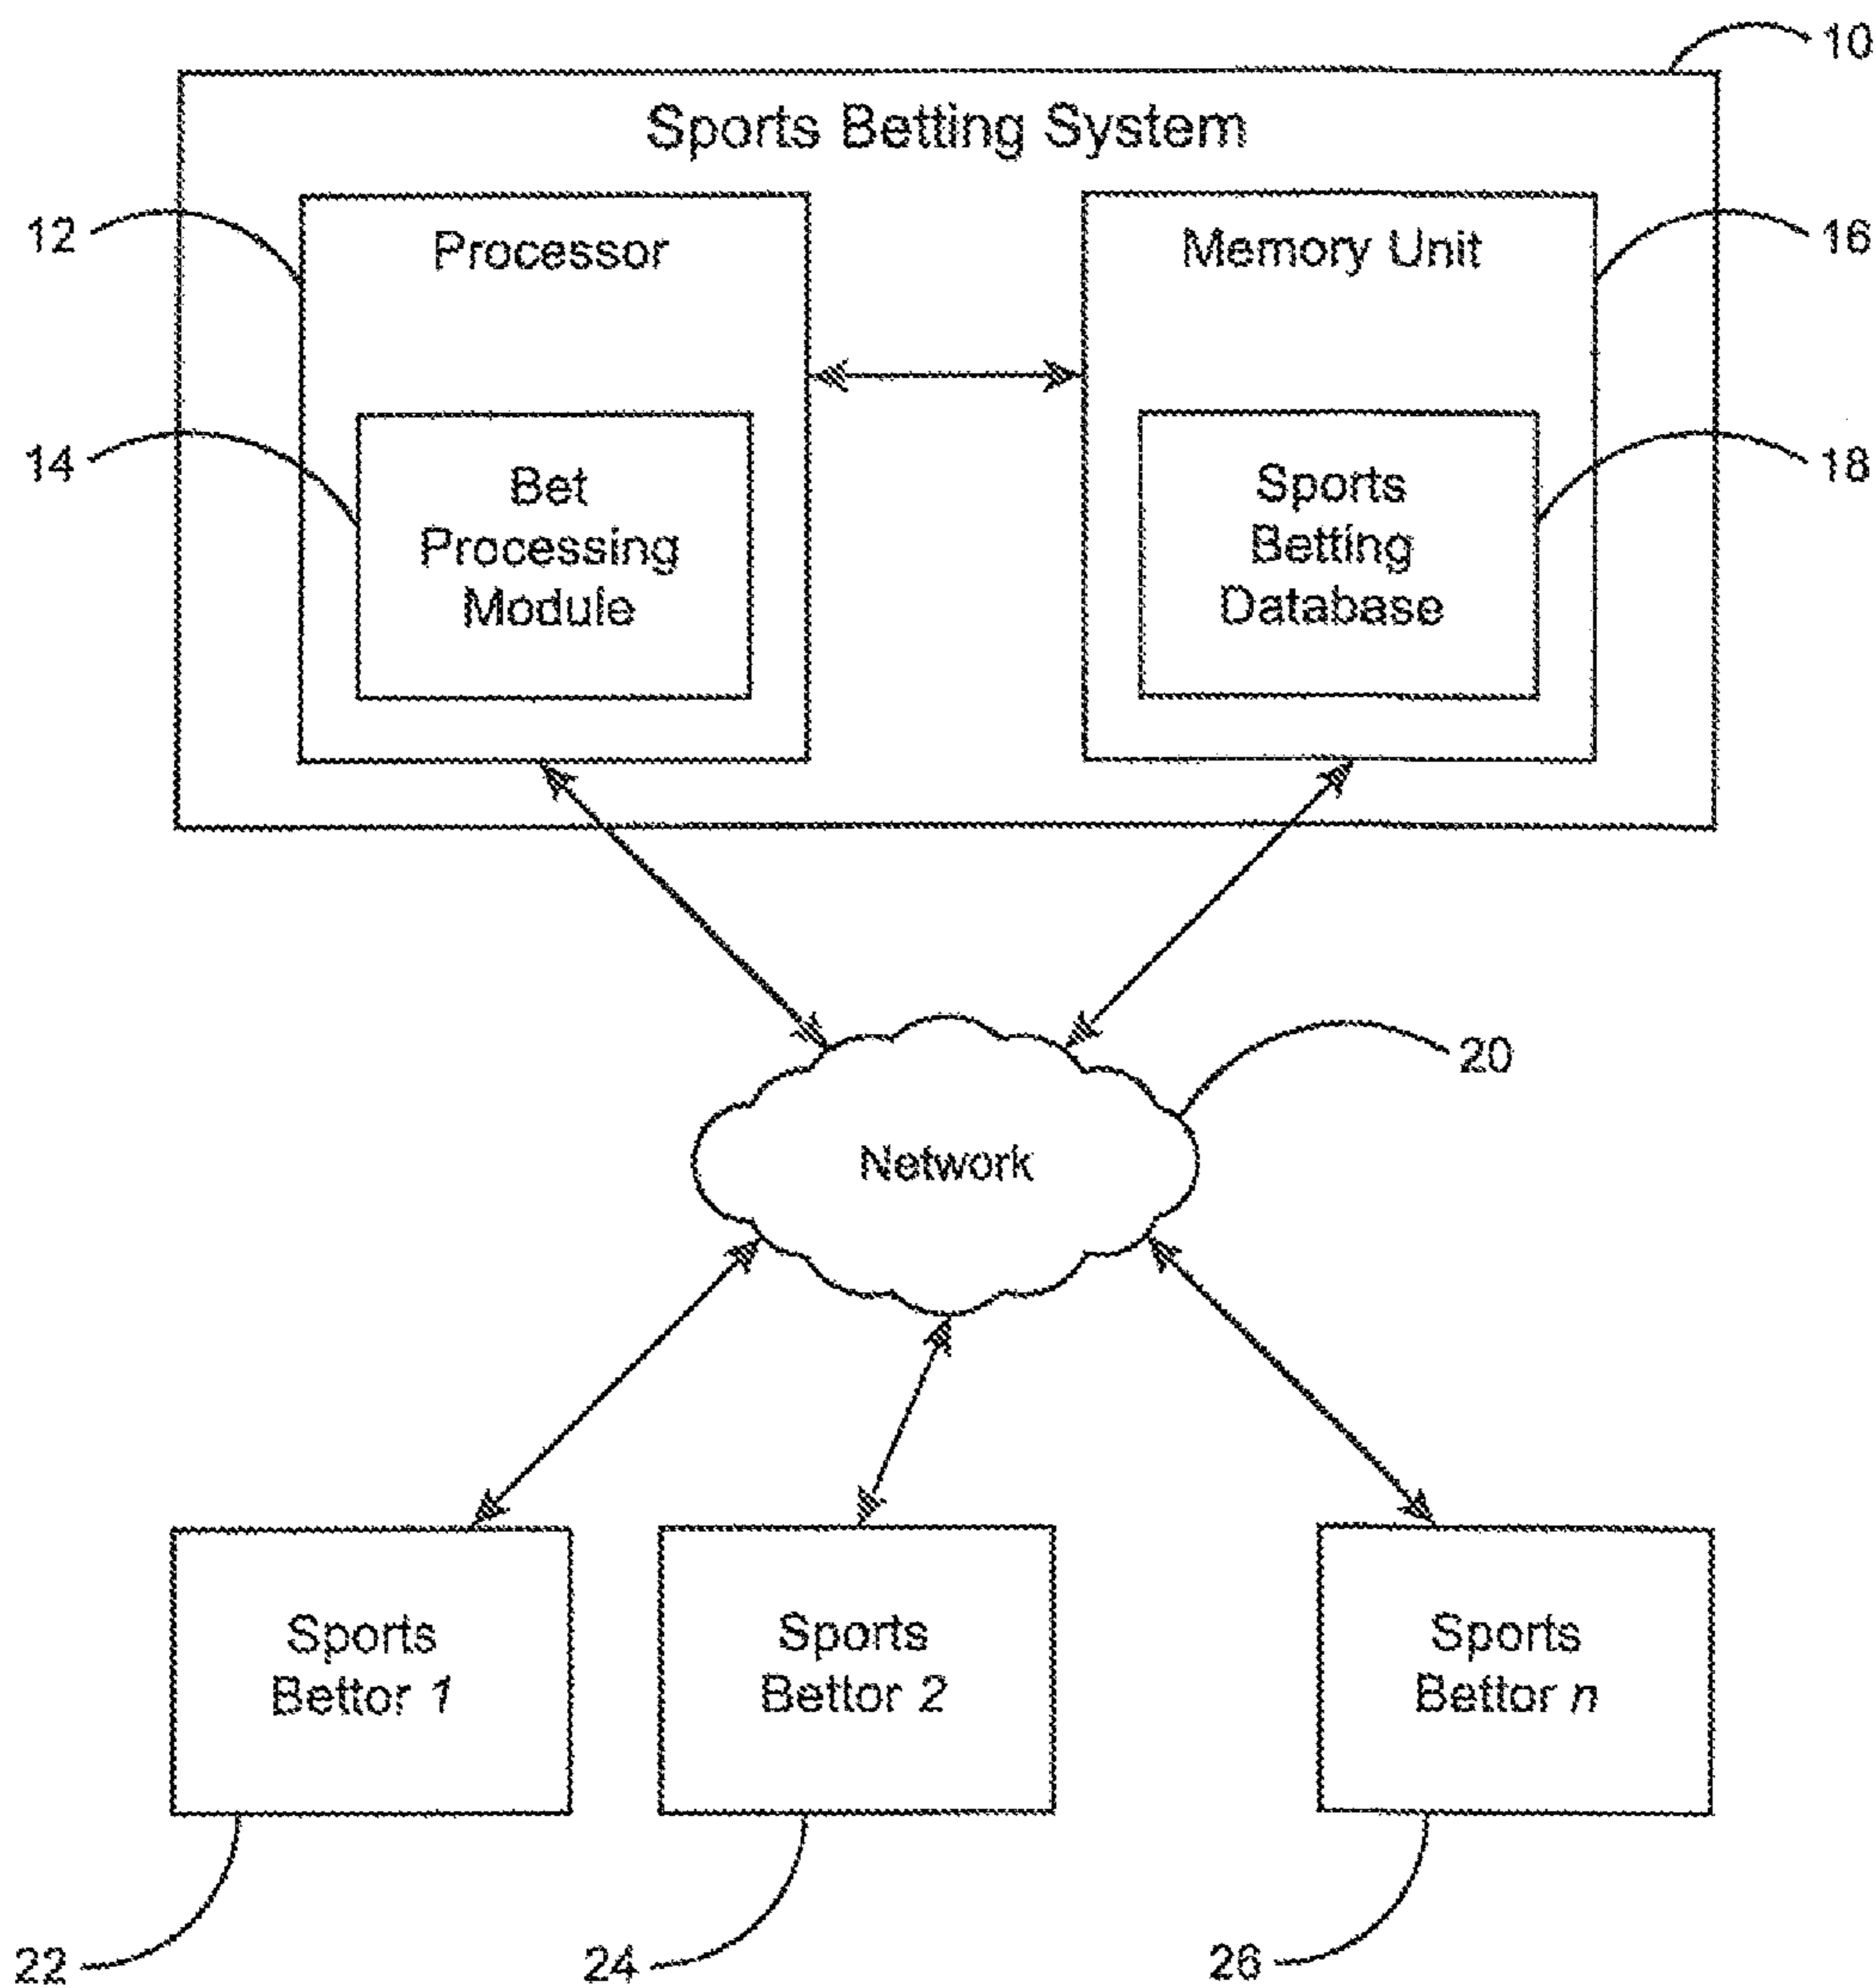 10
Sports Betting System
12
Processor
Memory Unit
16
14
Bet
Processing
Module
Sports
Betting
Database
18
20
Network
Sports
Bettor 1
Sports
Bettor 2
Sports
Bettor n
22
24
26